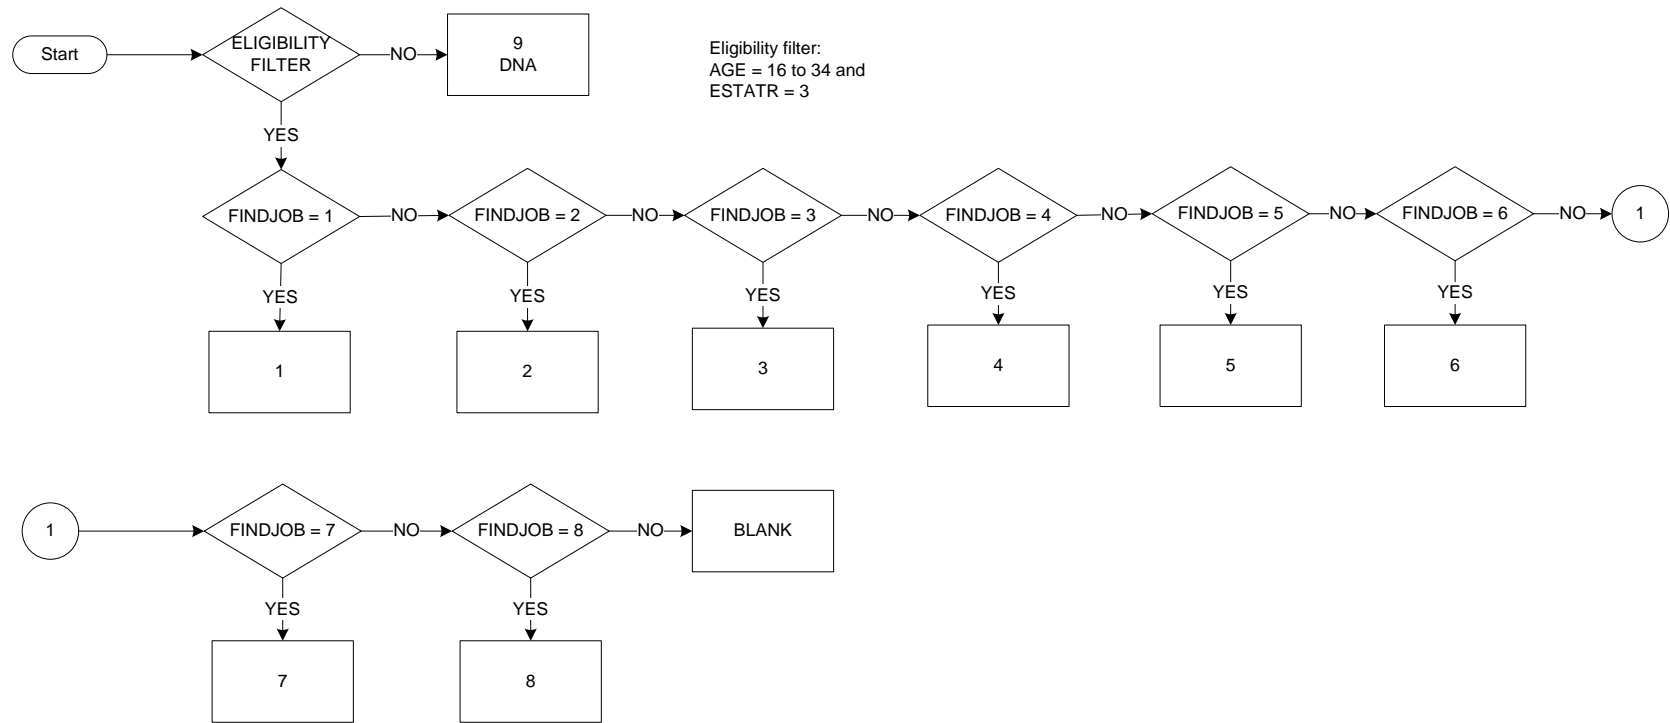 Start
ELIGIBILITY
FILTER
NO
9
DNA
Eligibility filter:
AGE = 16 to 34 and
ESTATR = 3
YES
FINDJOB = 1
NO
FINDJOB = 2
NO
FINDJOB = 3
NO
FINDJOB = 4
NO
FINDJOB = 5
NO
FINDJOB = 6
NO
1
YES
YES
YES
YES
YES
YES
1
2
3
4
5
6
1
FINDJOB = 7
NO
FINDJOB = 8
NO
BLANK
YES
YES
7
8